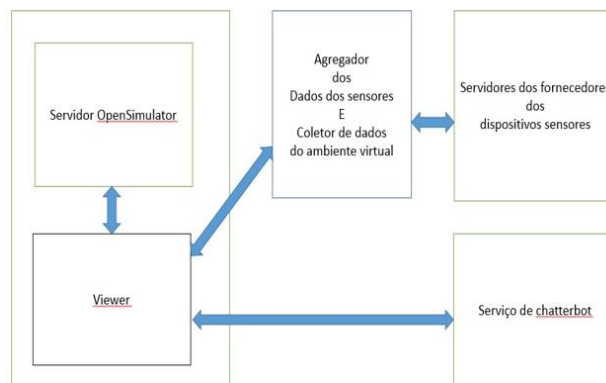 Servidor OpenSimulator
Agregador
dos
Dados dos sensores
E
Coletor de dados
do ambiente virtual
Servidores dos fornecedores
dos
dispositivos sensores
Viewer
Serviço de chatterbot